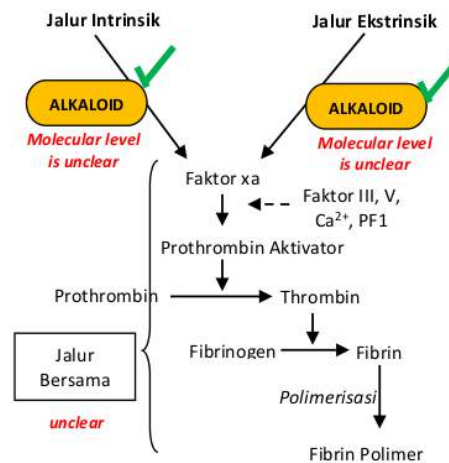 Jalur Intrinsik
Jalur Ekstrinsik
ALKALOID
ALKALOID
Molecular level
is unclear
Molecular level
is unclear
Faktor xa
Faktor III, V,
Ca²⁺, PF1
Prothrombin Aktivator
Prothrombin
Thrombin
Fibrinogen
Fibrin
Jalur
Bersama
Polimerisasi
unclear
Fibrin Polimer